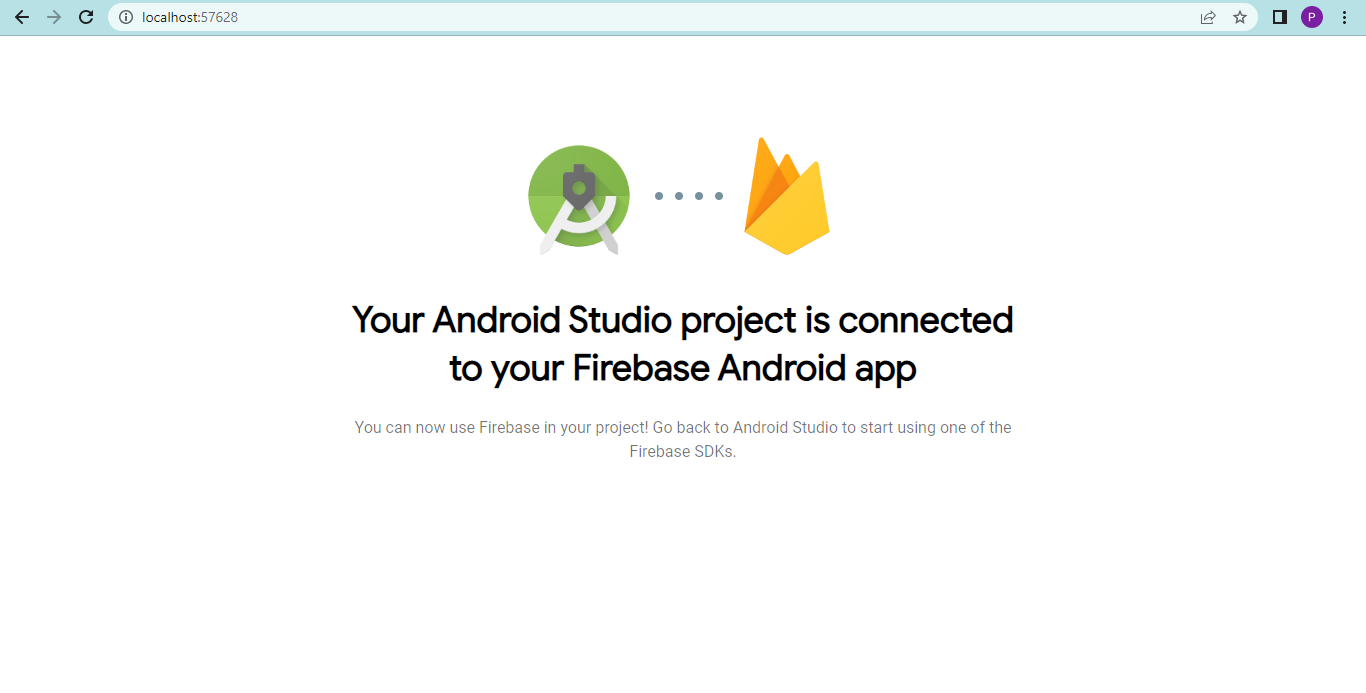 localhost:57628
P
Your Android Studio project is connected
to your Firebase Android app
You can now use Firebase in your project! Go back to Android Studio to start using one of the
Firebase SDKs.